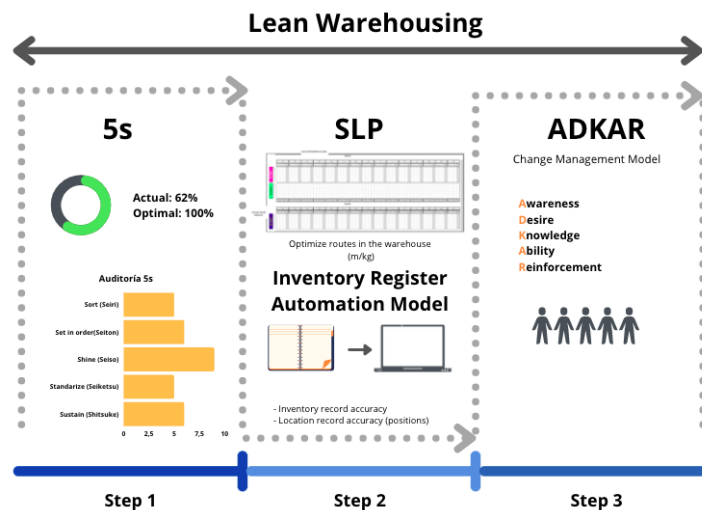 Lean Warehousing
5s
Actual: 62%
Optimal: 100%
Auditoría 5s
Sort (Seiri)
Set in order(Seiton)
Shine (Seiso)
Standarize (Seiketsu)
Sustain (Shitsuke)
0 2,5 5 7,5 10
SLP
Optimize routes in the warehouse
(m/kg)
Inventory Register
Automation Model
- Inventory record accuracy
- Location record accuracy (positions)
ADKAR
Change Management Model
Awareness
Desire
Knowledge
Ability
Reinforcement
Step 1
Step 2
Step 3